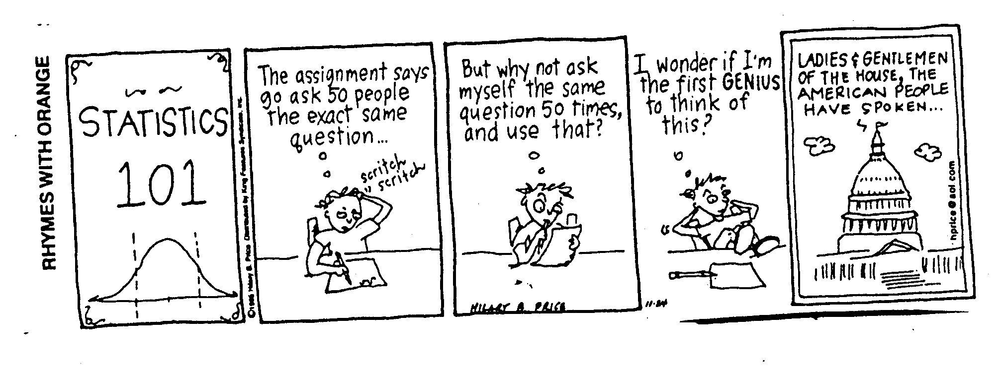 RHYMES WITH ORANGE
STATISTICS
101
Distributed by King Features Syndicate, Inc.
Hilary B. Price
The assignment says
go ask 50 people
the exact same
question...
scritch
scritch
But why not ask
myself the same
question 50 times,
and use that?
HILARY B. PRICE
I wonder if I'm
the first GENIUS
to think of
this?
11-24
LADIES & GENTLEMEN
OF THE HOUSE, THE
AMERICAN PEOPLE
HAVE SPOKEN...
hprice@aol.com